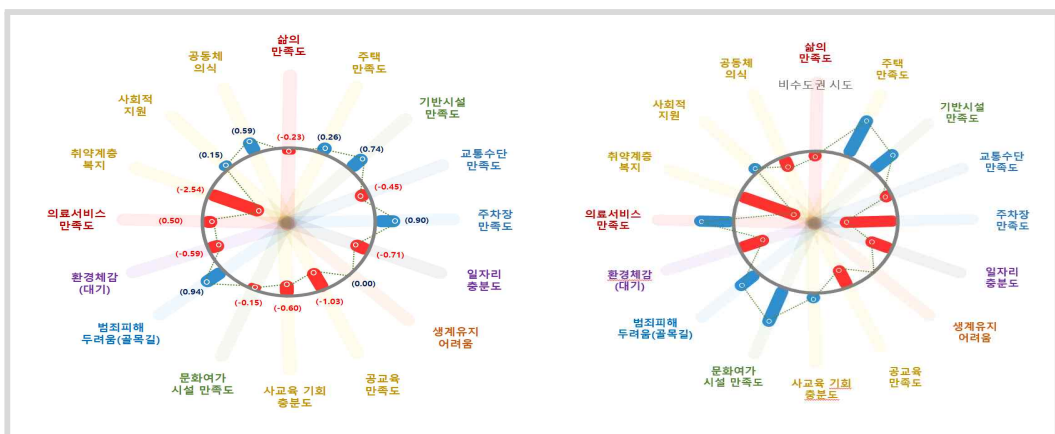 삶의
만족도
주택
만족도
기반시설
만족도
교통수단
만족도
주차장
만족도
일자리
충분도
생계유지
어려움
공교육
만족도
사교육 기회
충분도
문화여가
시설 만족도
범죄피해
두려움(골목길)
환경체감
(대기)
의료서비스
만족도
취약계층
복지
사회적
지원
공동체
의식
(-0.23)
(0.26)
(0.74)
(-0.45)
(0.90)
(-0.71)
(0.00)
(-1.03)
(-0.60)
(-0.15)
(0.94)
(-0.59)
(0.50)
(-2.54)
(0.15)
(0.59)
삶의
만족도
비수도권 시도
주택
만족도
기반시설
만족도
교통수단
만족도
주차장
만족도
일자리
충분도
생계유지
어려움
공교육
만족도
사교육 기회
충분도
문화여가
시설 만족도
범죄피해
두려움(골목길)
환경체감
(대기)
의료서비스
만족도
취약계층
복지
사회적
지원
공동체
의식